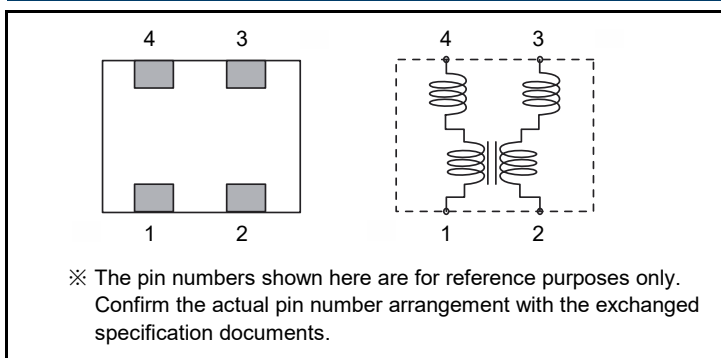 4 3 4 3
1 2 1 2
※ The pin numbers shown here are for reference purposes only.
Confirm the actual pin number arrangement with the exchanged
specification documents.